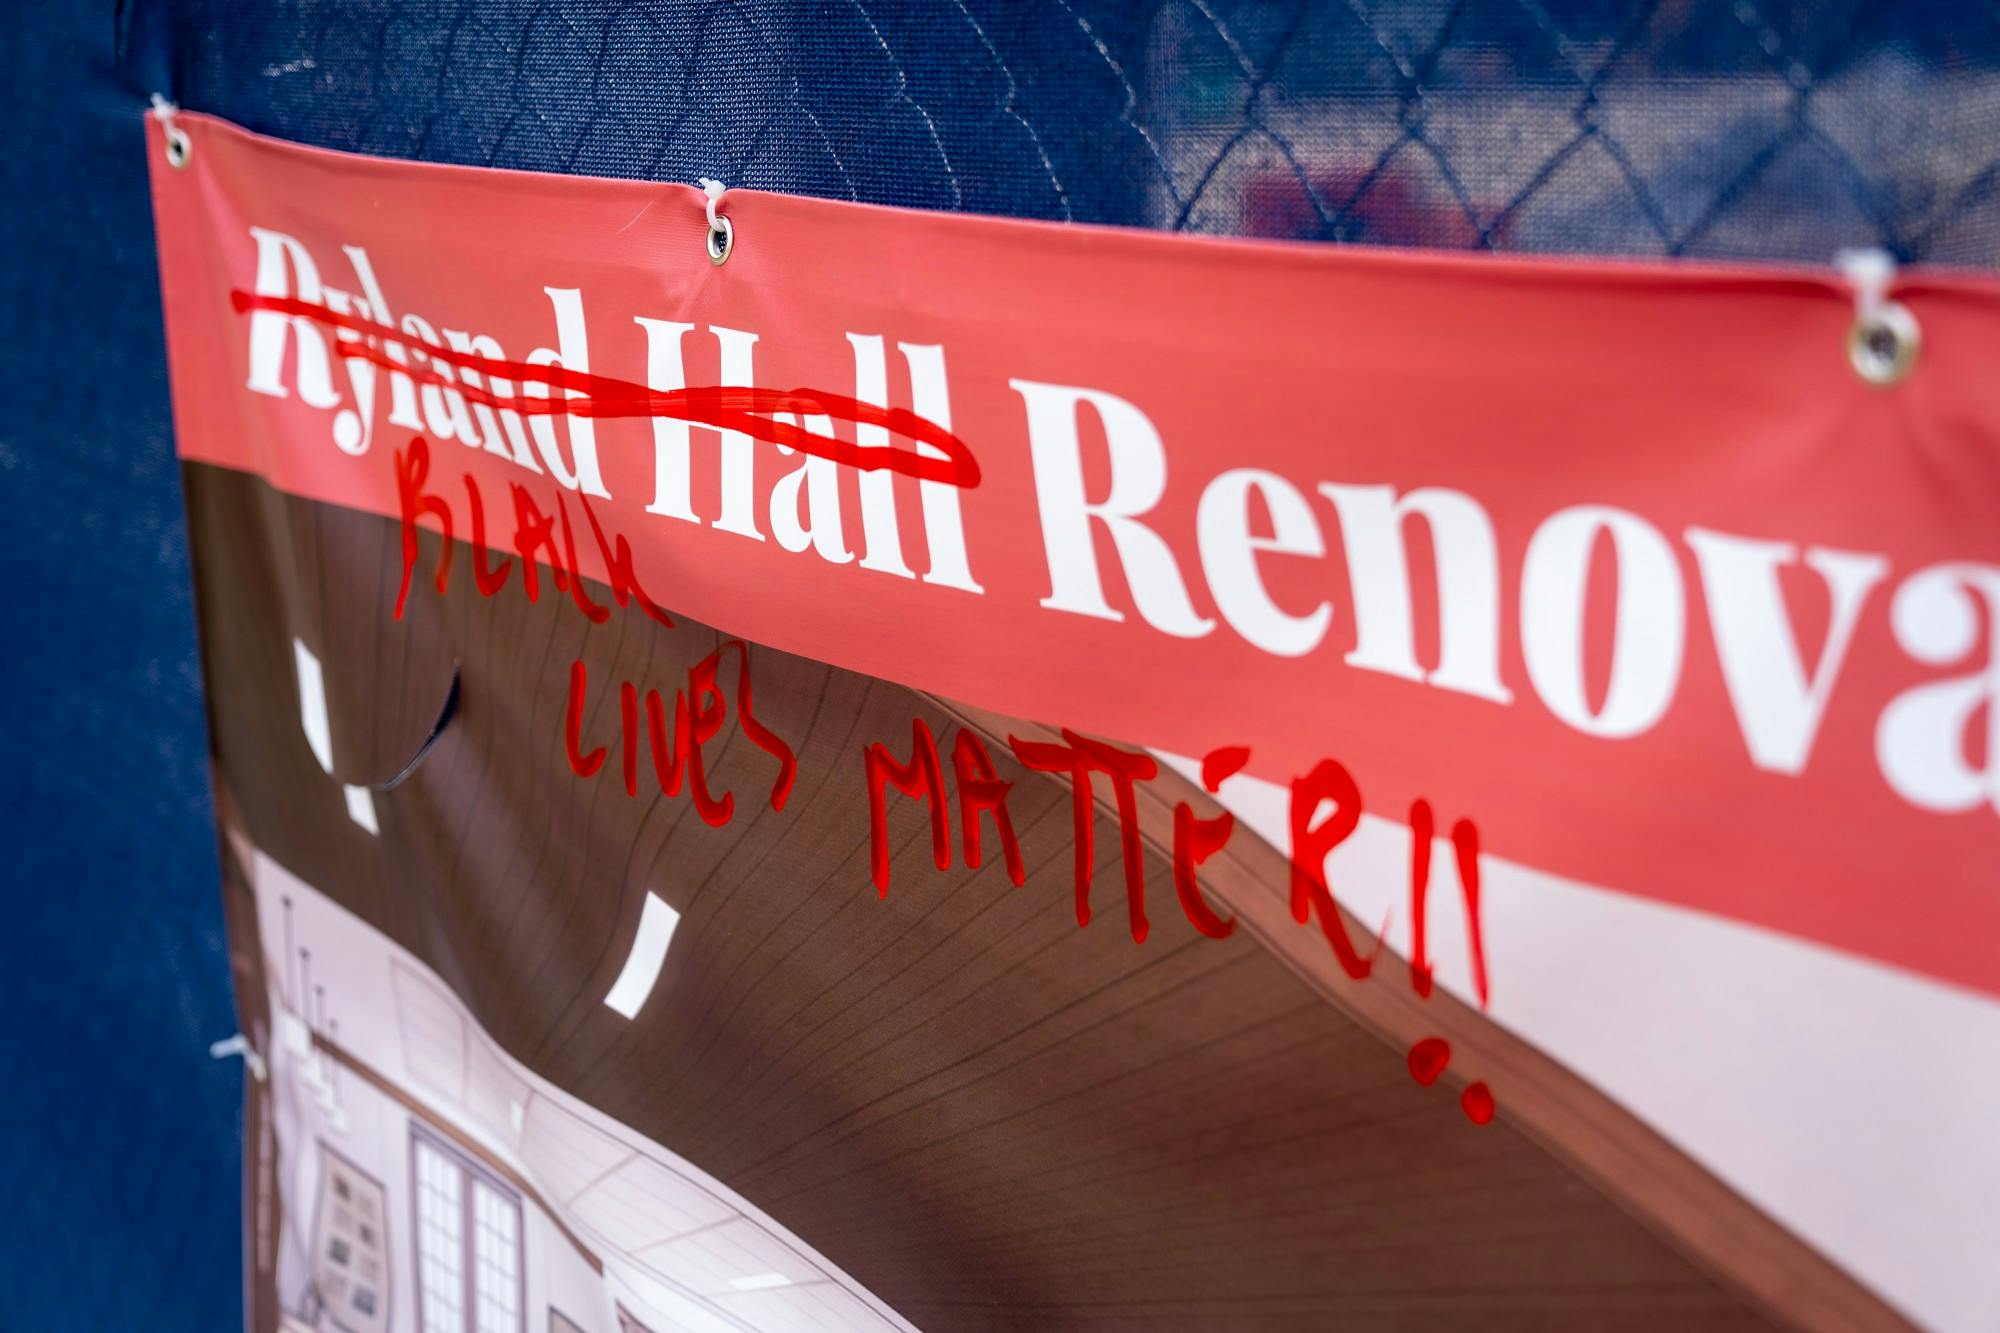 Ryland Hall Renova
BLACK
LIVES MATTER!!